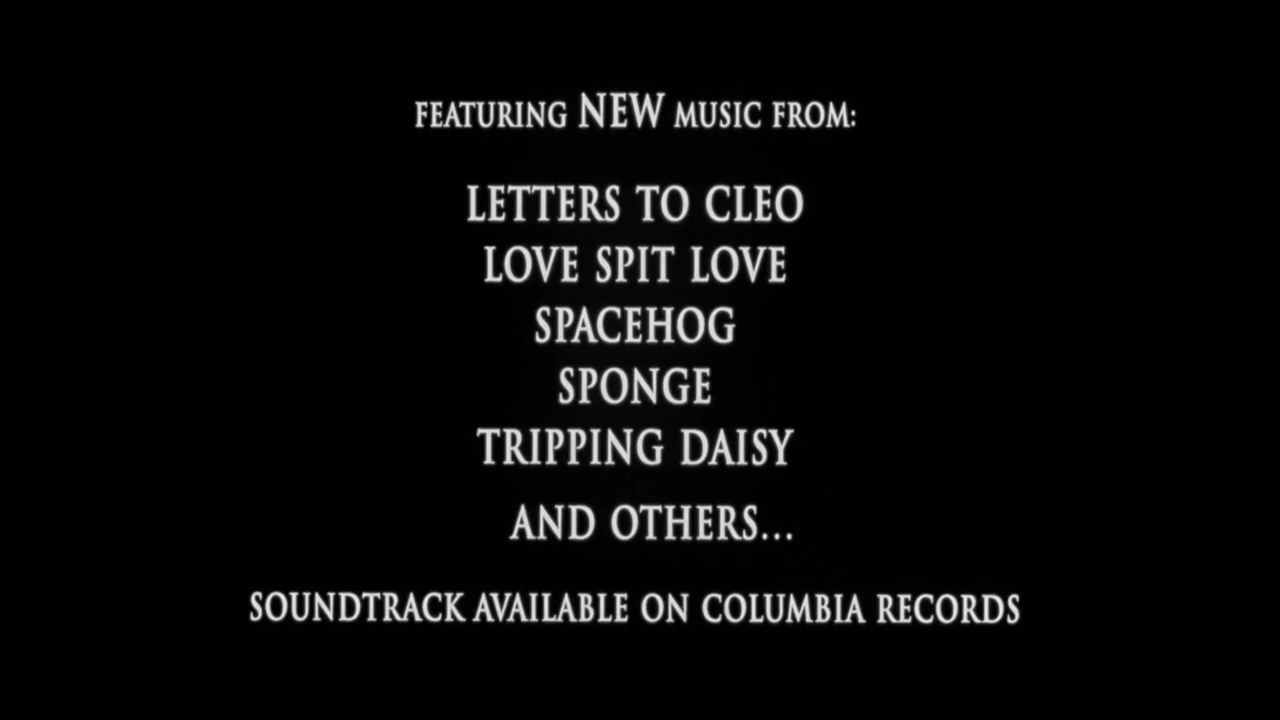 FEATURING NEW MUSIC FROM:
LETTERS TO CLEO
LOVE SPIT LOVE
SPACEHOG
SPONGE
TRIPPING DAISY
AND OTHERS...
SOUNDTRACK AVAILABLE ON COLUMBIA RECORDS